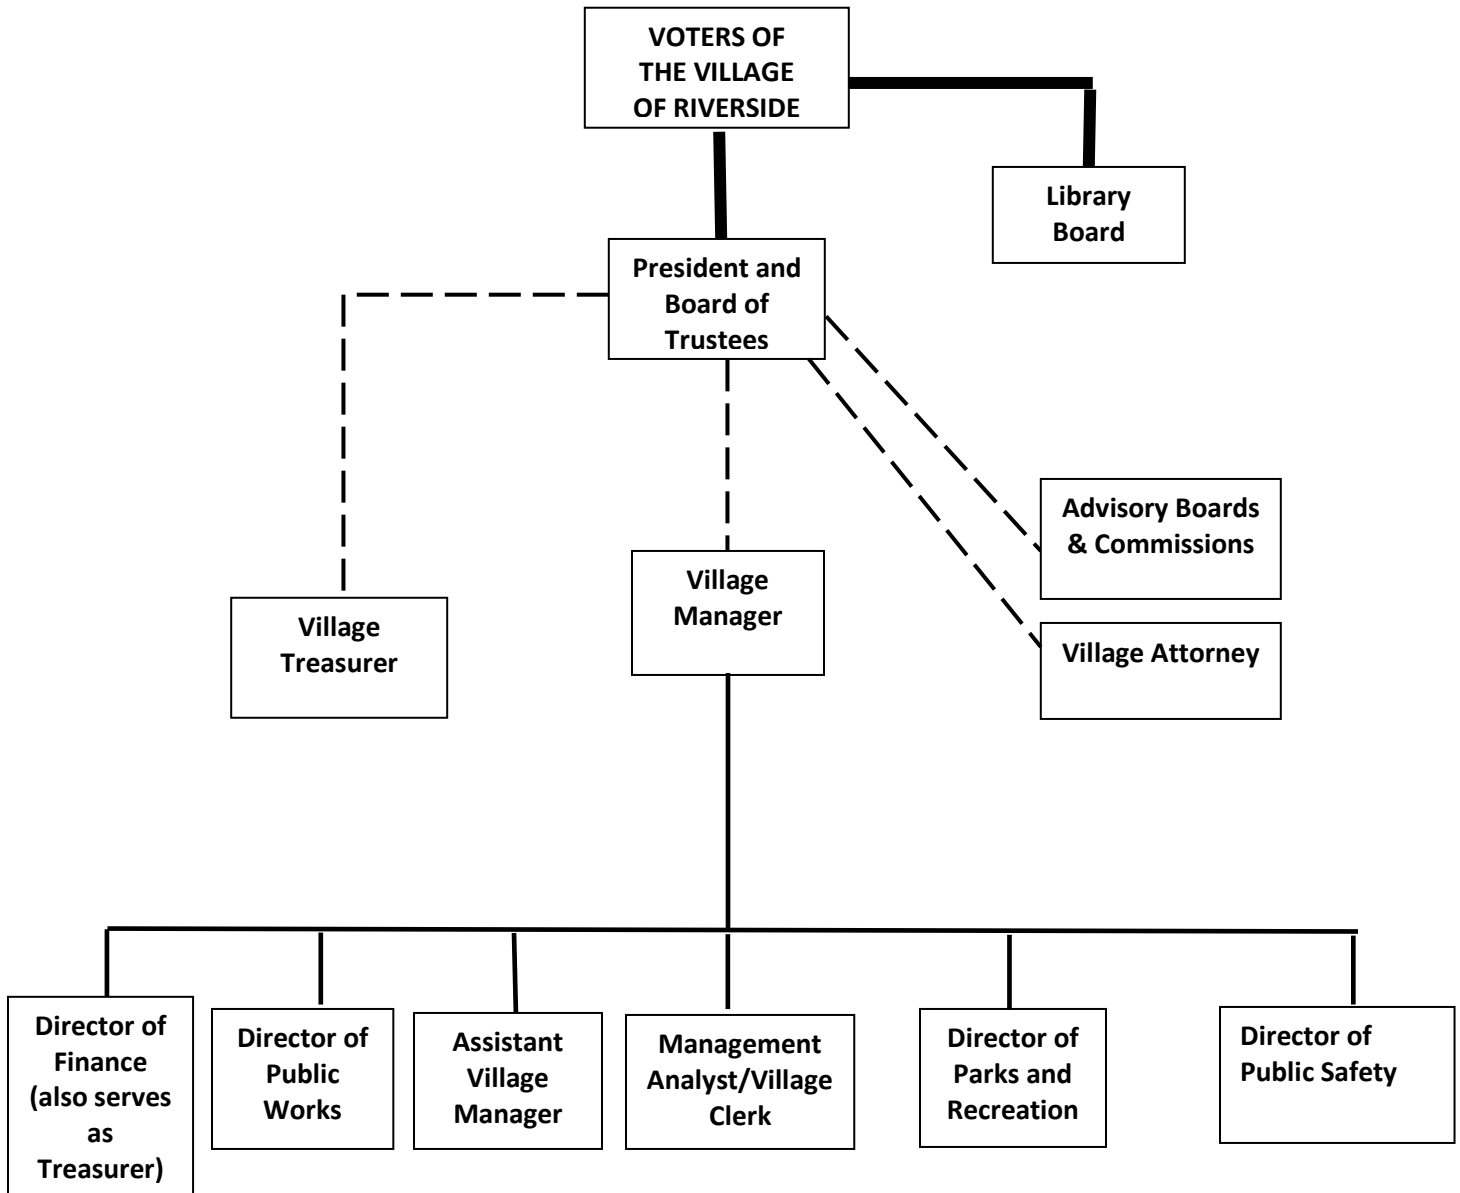 VOTERS OF
THE VILLAGE
OF RIVERSIDE
Library
Board
President and
Board of
Trustees
Advisory Boards
& Commissions
Village
Manager
Village
Treasurer
Village Attorney
Director of
Finance
(also serves
as
Treasurer)
Director of
Public
Works
Assistant
Village
Manager
Management
Analyst/Village
Clerk
Director of
Parks and
Recreation
Director of
Public Safety